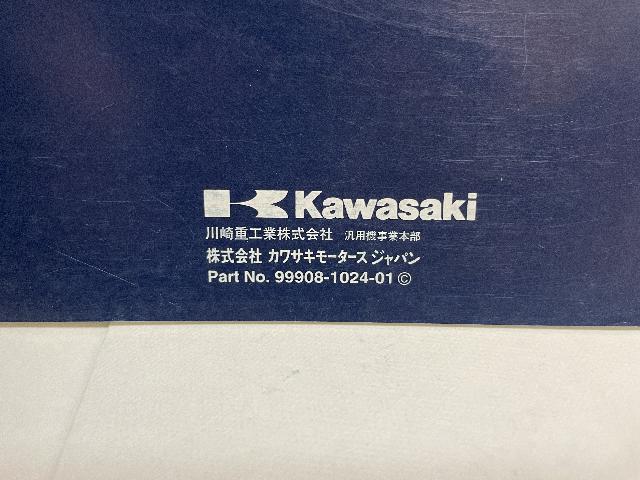 Kawasaki
川崎重工業株式会社 汎用機事業本部
株式会社 カワサキモータース ジャパン
Part No. 99908-1024-01 ©